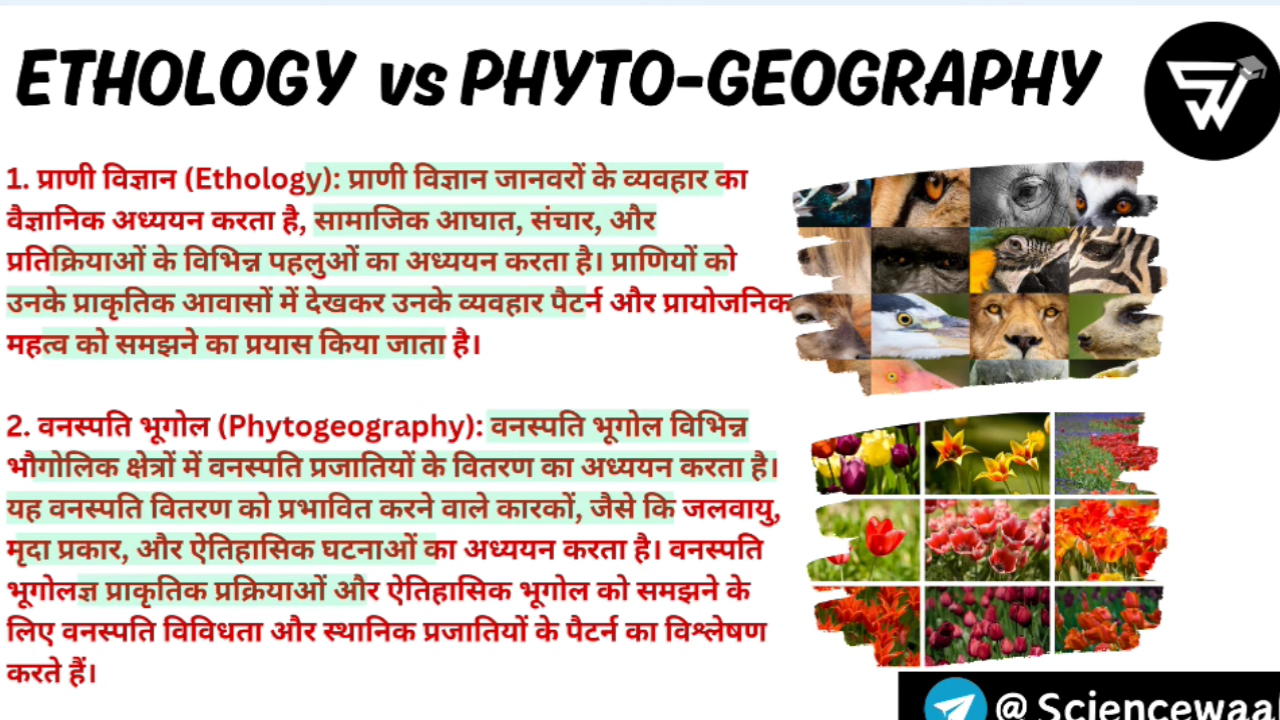 ETHOLOGY vs PHYTO-GEOGRAPHY
SW
1. प्राणी विज्ञान (Ethology): प्राणी विज्ञान जानवरों के व्यवहार का
वैज्ञानिक अध्ययन करता है, सामाजिक आघात, संचार, और
प्रतिक्रियाओं के विभिन्न पहलुओं का अध्ययन करता है। प्राणियों को
उनके प्राकृतिक आवासों में देखकर उनके व्यवहार पैटर्न और प्रायोजनिक
महत्व को समझने का प्रयास किया जाता है।
2. वनस्पति भूगोल (Phytogeography): वनस्पति भूगोल विभिन्न
भौगोलिक क्षेत्रों में वनस्पति प्रजातियों के वितरण का अध्ययन करता है।
यह वनस्पति वितरण को प्रभावित करने वाले कारकों, जैसे कि जलवायु,
मृदा प्रकार, और ऐतिहासिक घटनाओं का अध्ययन करता है। वनस्पति
भूगोलज्ञ प्राकृतिक प्रक्रियाओं और ऐतिहासिक भूगोल को समझने के
लिए वनस्पति विविधता और स्थानिक प्रजातियों के पैटर्न का विश्लेषण
करते हैं।
@Sciencewaa